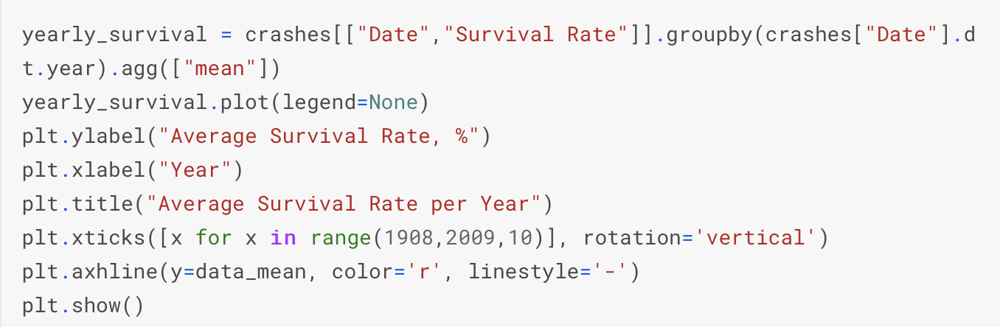 yearly_survival = crashes[["Date","Survival Rate"]].groupby(crashes["Date"].d
t.year).agg(["mean"])
yearly_survival.plot(legend=None)
plt.ylabel("Average Survival Rate, %")
plt.xlabel("Year")
plt.title("Average Survival Rate per Year")
plt.xticks([x for x in range(1908,2009,10)], rotation='vertical')
plt.axhline(y=data_mean, color='r', linestyle='-')
plt.show()